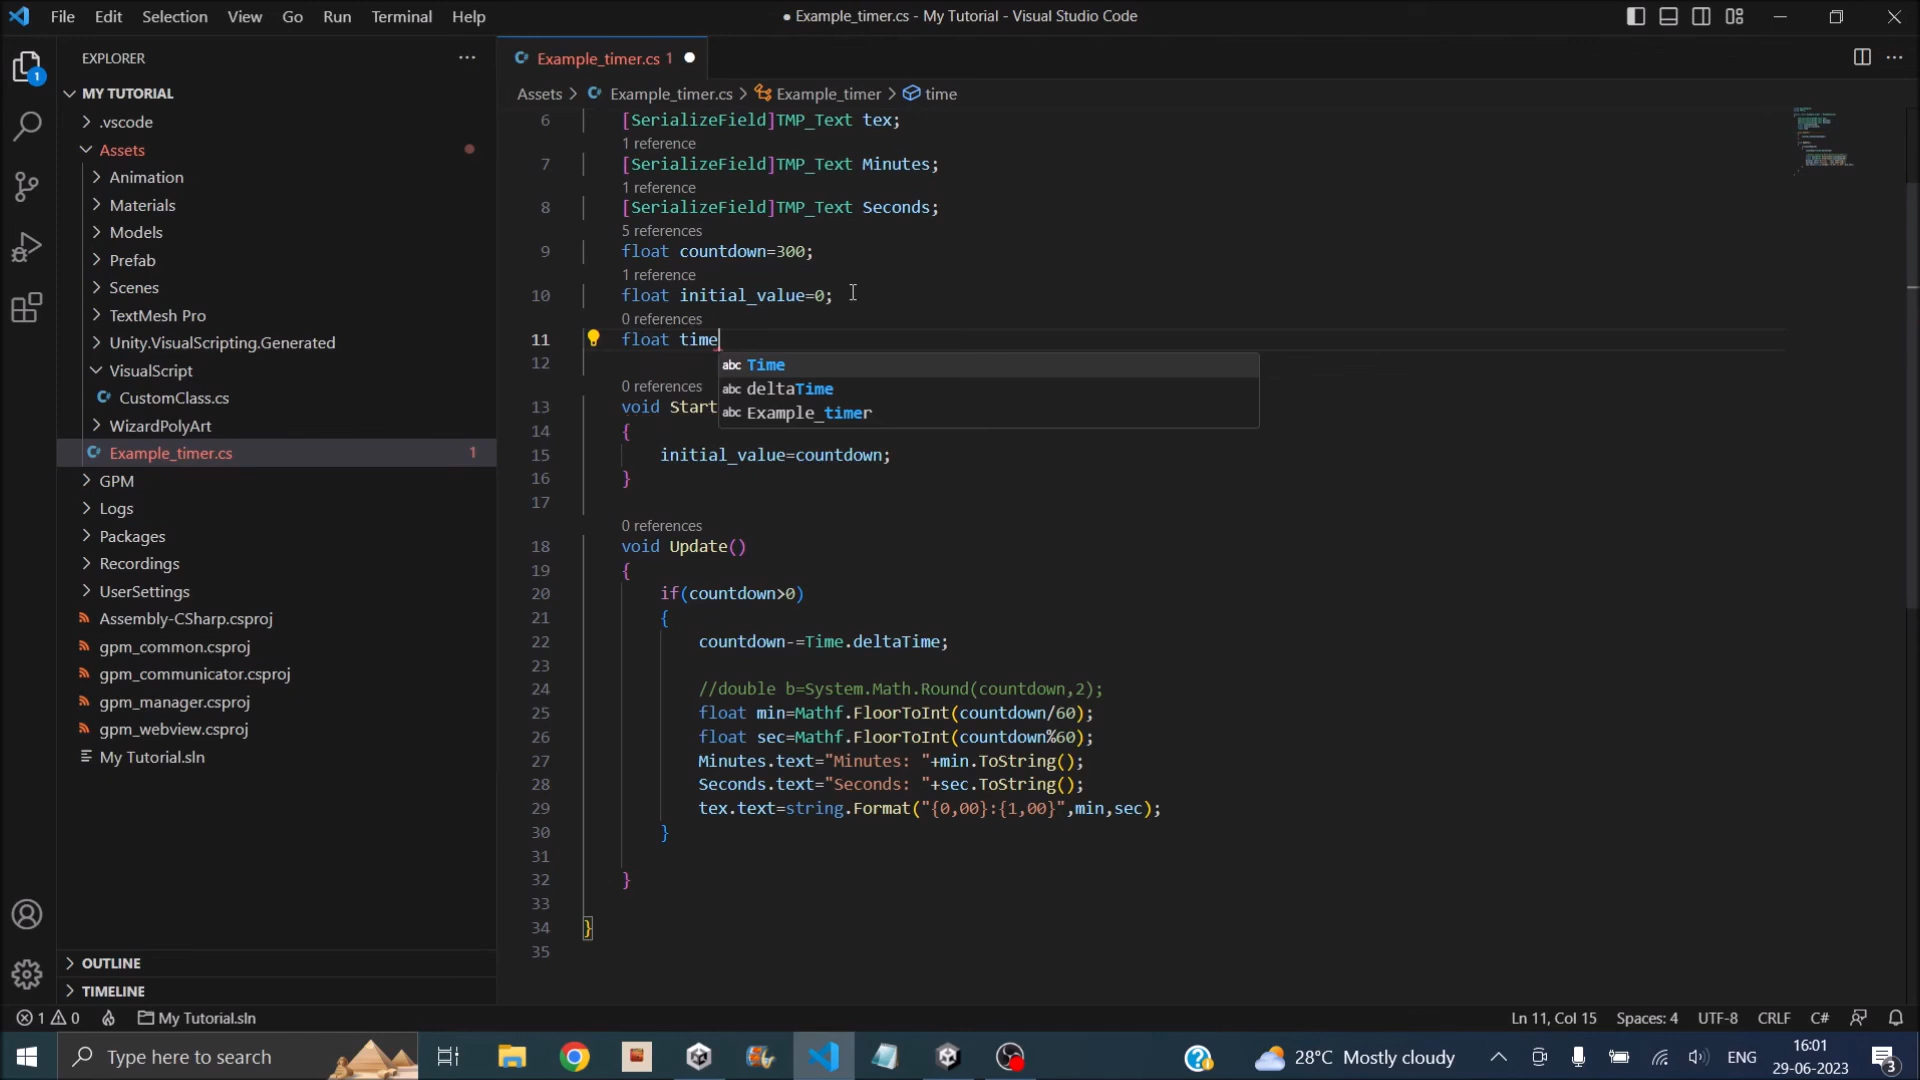 File Edit Selection View Go Run Terminal Help
● Example_timer.cs - My Tutorial - Visual Studio Code
EXPLORER
MY TUTORIAL
.vscode
Assets
Animation
Materials
Models
Prefab
Scenes
TextMesh Pro
Unity.VisualScripting.Generated
VisualScript
CustomClass.cs
WizardPolyArt
Example_timer.cs 1
GPM
Logs
Packages
Recordings
UserSettings
Assembly-CSharp.csproj
gpm_common.csproj
gpm_communicator.csproj
gpm_manager.csproj
gpm_webview.csproj
My Tutorial.sln
OUTLINE
TIMELINE
1
Example_timer.cs 1 ●
Assets > Example_timer.cs > Example_timer > time
6 [SerializeField]TMP_Text tex;
1 reference
7 [SerializeField]TMP_Text Minutes;
1 reference
8 [SerializeField]TMP_Text Seconds;
5 references
9 float countdown=300;
1 reference
10 float initial_value=0;
0 references
11 float time
12
abc Time
abc deltaTime
abc Example_timer
0 references
13 void Start
14 {
15 initial_value=countdown;
16 }
17
0 references
18 void Update()
19 {
20 if(countdown>0)
21 {
22 countdown-=Time.deltaTime;
23
24 //double b=System.Math.Round(countdown,2);
25 float min=Mathf.FloorToInt(countdown/60);
26 float sec=Mathf.FloorToInt(countdown%60);
27 Minutes.text="Minutes: "+min.ToString();
28 Seconds.text="Seconds: "+sec.ToString();
29 tex.text=string.Format("{0,00}:{1,00}",min,sec);
30 }
31
32 }
33
34 }
35
1 0 My Tutorial.sln
Ln 11, Col 15 Spaces: 4 UTF-8 CRLF C#
Type here to search
28°C Mostly cloudy
ENG
16:01
29-06-2023
3